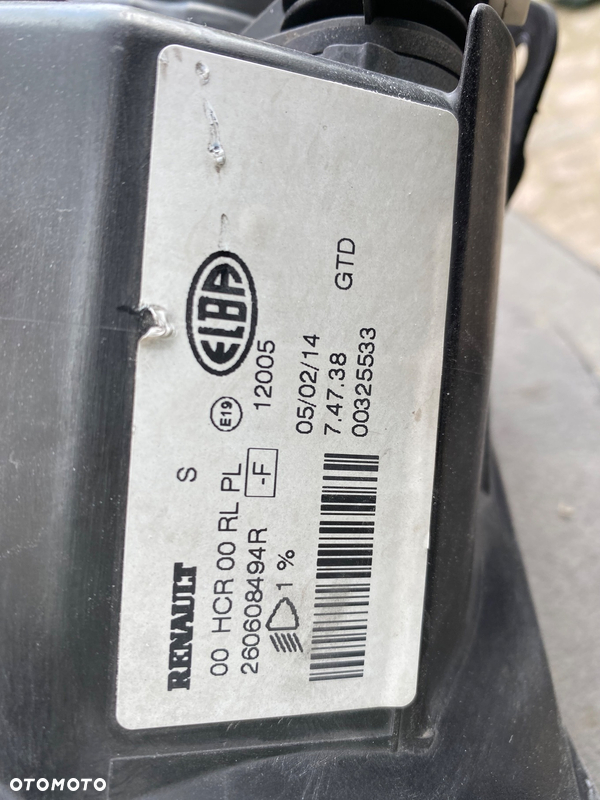 RENAULT S ELBA
00 HCR 00 RL PL E19
260608494R -F 12005
1 %
05/02/14
7.47.38 GTD
00325533
OTOMOTO